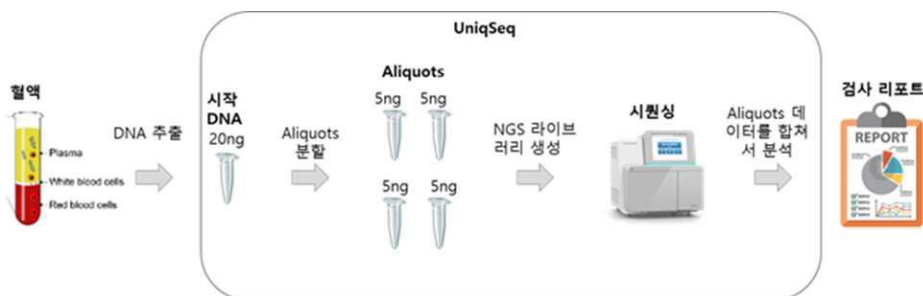 UniqSeq
혈액
Plasma
White blood cells
Red blood cells
DNA 추출
시작
DNA
20ng
Aliquots
분할
Aliquots
5ng 5ng
5ng 5ng
NGS 라이브
러리 생성
시퀀싱
Aliquots 데
이터를 합쳐
서 분석
검사 리포트
REPORT